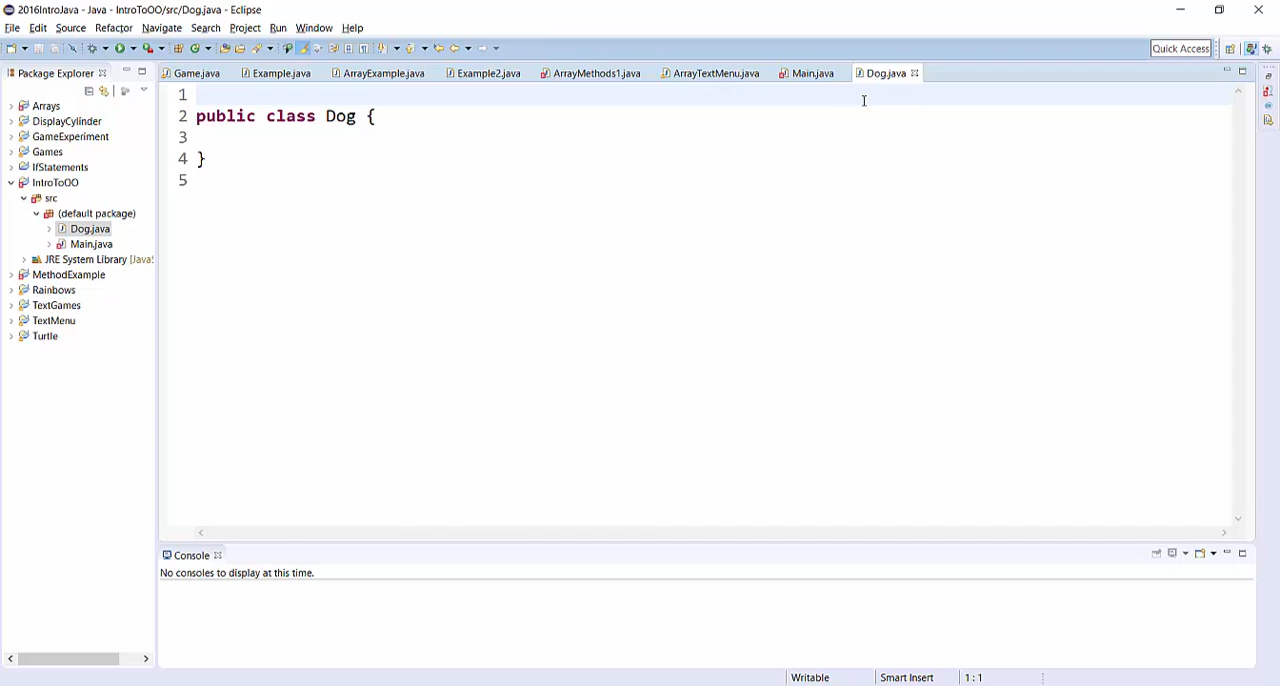 2016IntroJava - Java - IntroToOO/src/Dog.java - Eclipse
File Edit Source Refactor Navigate Search Project Run Window Help
Quick Access
Package Explorer
Game.java Example.java ArrayExample.java Example2.java ArrayMethods1.java ArrayTextMenu.java Main.java Dog.java
Arrays
DisplayCylinder
GameExperiment
Games
IfStatements
IntroToOO
src
(default package)
Dog.java
Main.java
JRE System Library [JavaS
MethodExample
Rainbows
TextGames
TextMenu
Turtle
1
2 public class Dog {
3
4 }
5
Console
No consoles to display at this time.
Writable Smart Insert 1 : 1